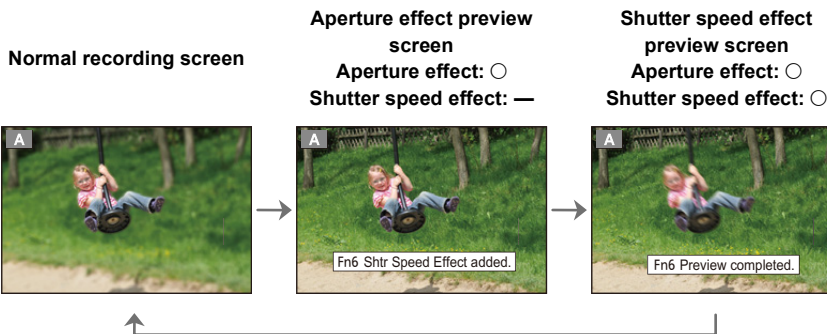 Normal recording screen
Aperture effect preview
screen
Aperture effect: ○
Shutter speed effect: —
Shutter speed effect
preview screen
Aperture effect: ○
Shutter speed effect: ○
A
A
Fn6 Shtr Speed Effect added.
A
Fn6 Preview completed.